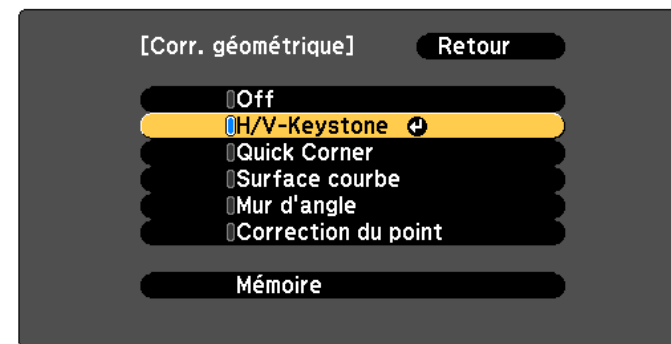 [Corr. géométrique] Retour
Off
H/V-Keystone
Quick Corner
Surface courbe
Mur d'angle
Correction du point
Mémoire